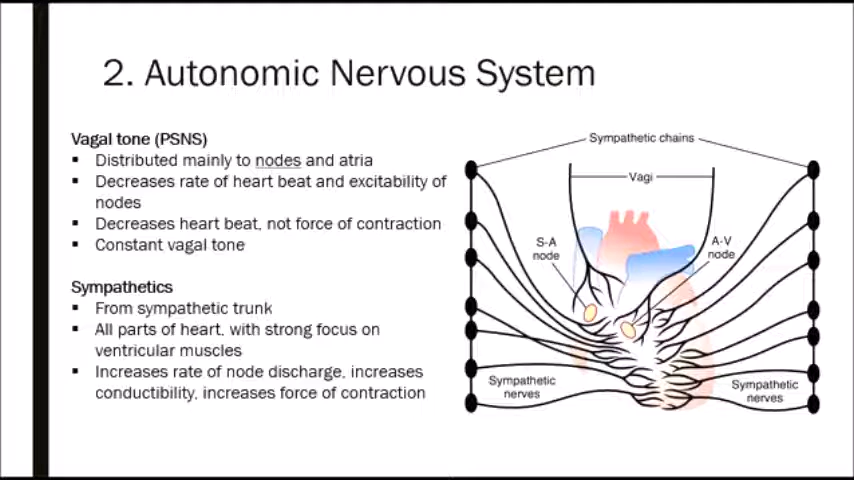 2. Autonomic Nervous System
Vagal tone (PSNS)
▪ Distributed mainly to nodes and atria
▪ Decreases rate of heart beat and excitability of
nodes
▪ Decreases heart beat, not force of contraction
▪ Constant vagal tone
Sympathetics
▪ From sympathetic trunk
▪ All parts of heart, with strong focus on
ventricular muscles
▪ Increases rate of node discharge, increases
conductibility, increases force of contraction
Sympathetic chains
Vagi
S-A
node
A-V
node
Sympathetic
nerves
Sympathetic
nerves